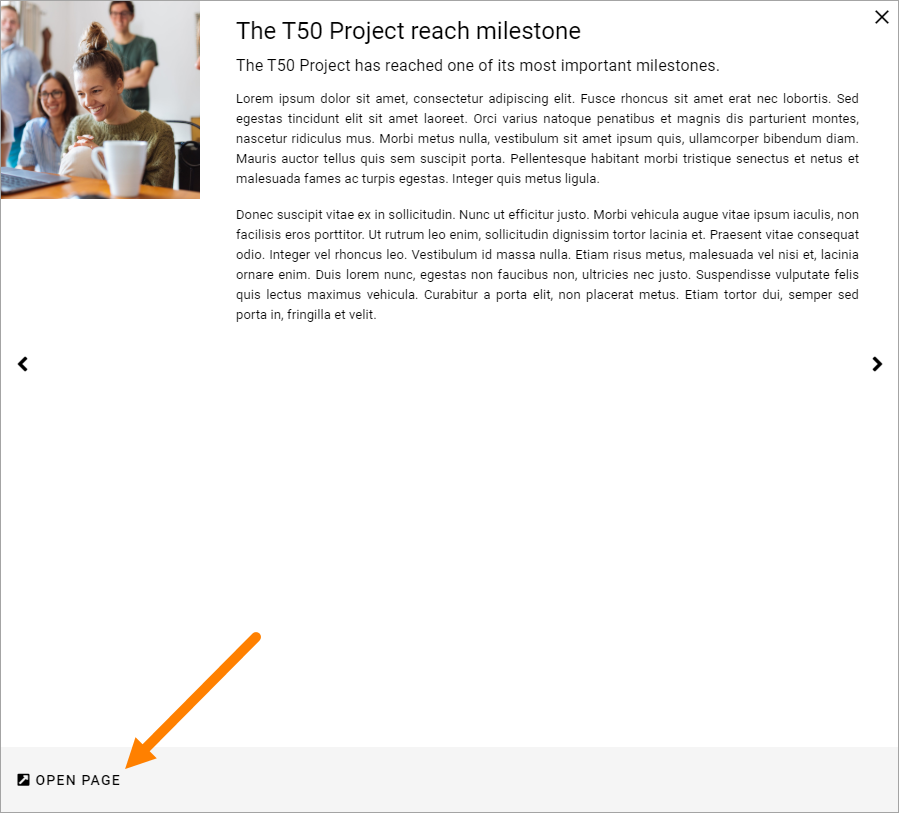 The T50 Project reach milestone
The T50 Project has reached one of its most important milestones.
Lorem ipsum dolor sit amet, consectetur adipiscing elit. Fusce rhoncus sit amet erat nec lobortis. Sed
egestas tincidunt elit sit amet laoreet. Orci varius natoque penatibus et magnis dis parturient montes,
nascetur ridiculus mus. Morbi metus nulla, vestibulum sit amet ipsum quis, ullamcorper bibendum diam.
Mauris auctor tellus quis sem suscipit porta. Pellentesque habitant morbi tristique senectus et netus et
malesuada fames ac turpis egestas. Integer quis metus ligula.
Donec suscipit vitae ex in sollicitudin. Nunc ut efficitur justo. Morbi vehicula augue vitae ipsum iaculis, non
facilisis eros porttitor. Ut rutrum leo enim, sollicitudin dignissim tortor lacinia et. Praesent vitae consequat
odio. Integer vel rhoncus leo. Vestibulum id massa nulla. Etiam risus metus, malesuada vel nisi et, lacinia
ornare enim. Duis lorem nunc, egestas non faucibus non, ultricies nec justo. Suspendisse vulputate felis
quis lectus maximus vehicula. Curabitur a porta elit, non placerat metus. Etiam tortor dui, semper sed
porta in, fringilla et velit.
OPEN PAGE